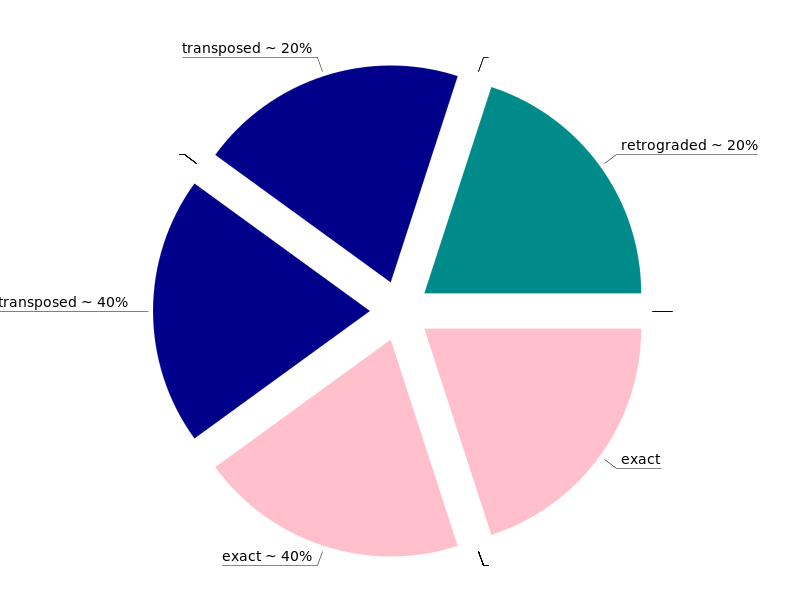 transposed ~ 20%
retrograded ~ 20%
transposed ~ 40%
exact
exact ~ 40%